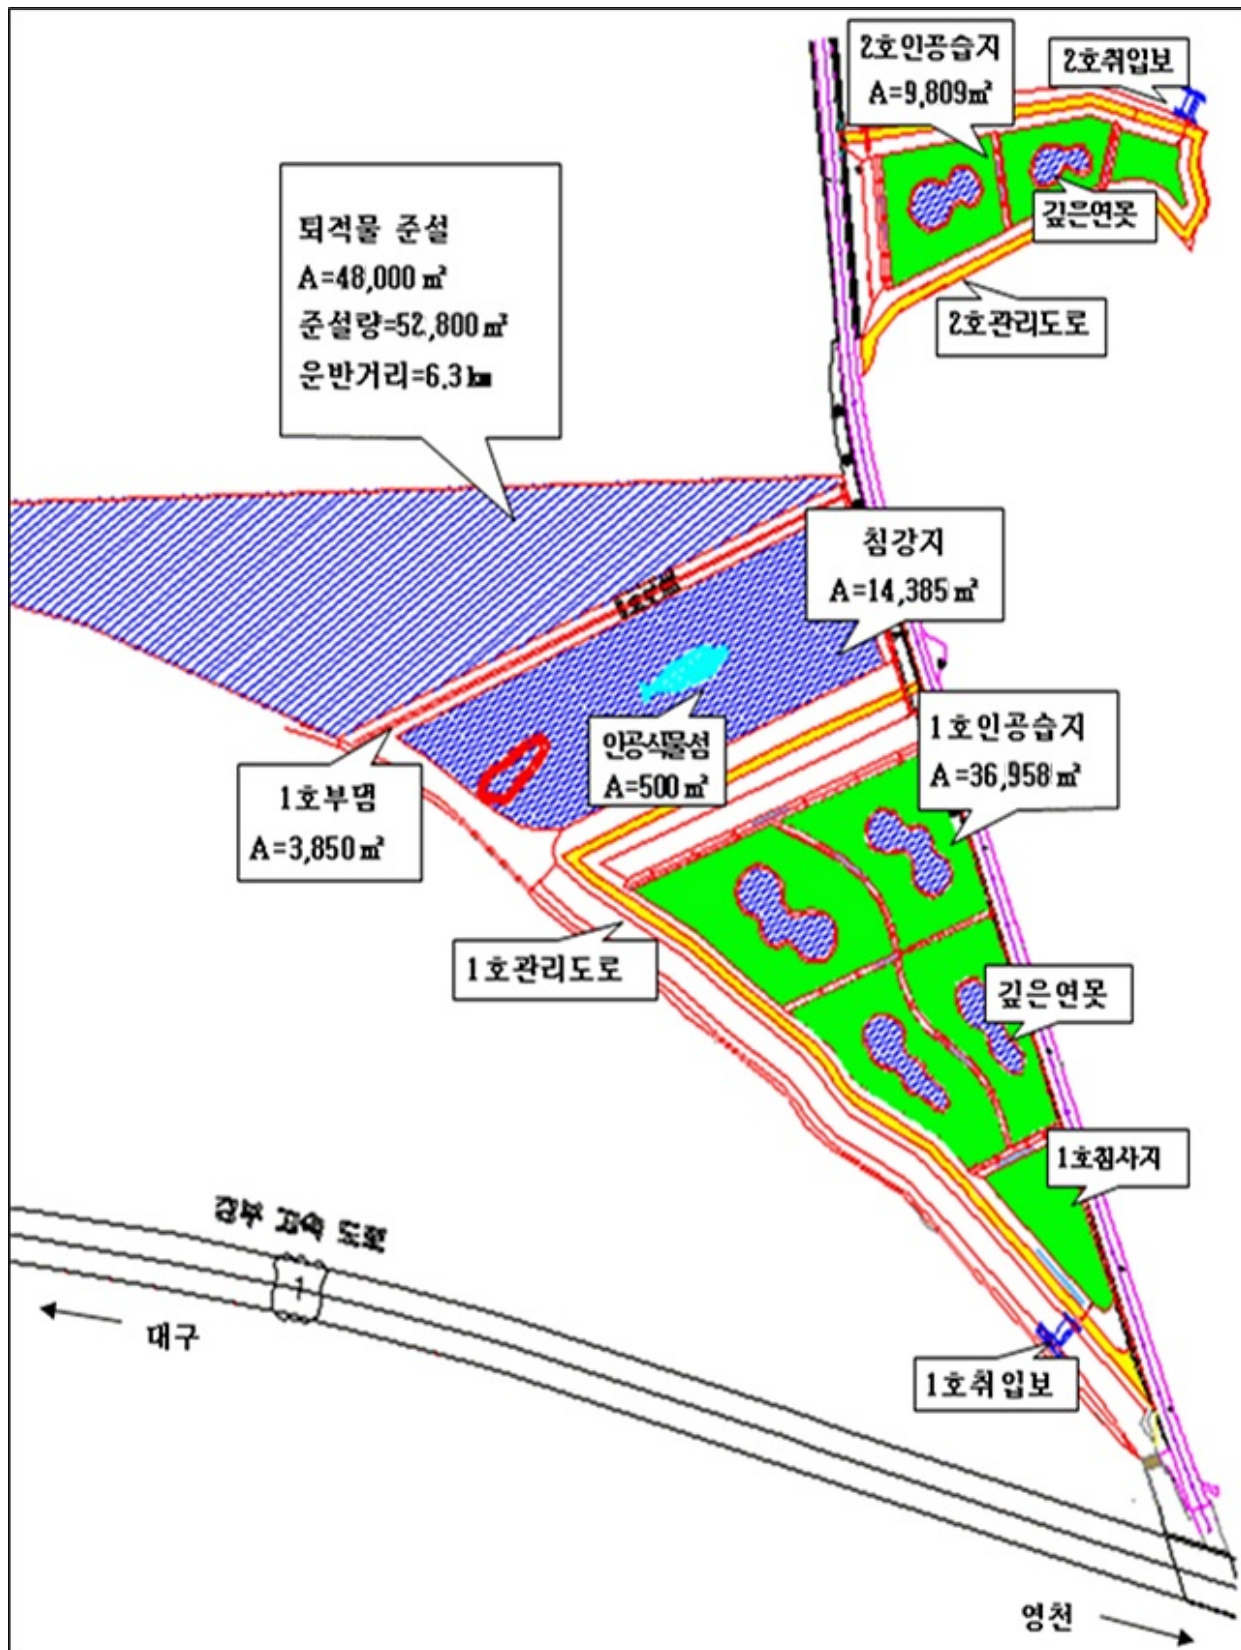 2호인공습지
A=9,809㎡
2호취입보
깊은연못
2호관리도로
퇴적물 준설
A=48,000㎡
준설량=52,800㎥
운반거리=6.3㎞
침강지
A=14,385㎡
인공식물섬
A=500㎡
1호인공습지
A=36,958㎡
1호부댐
A=3,850㎡
1호관리도로
깊은연못
1호침사지
경부 고속 도로
1
대구
1호취입보
영천